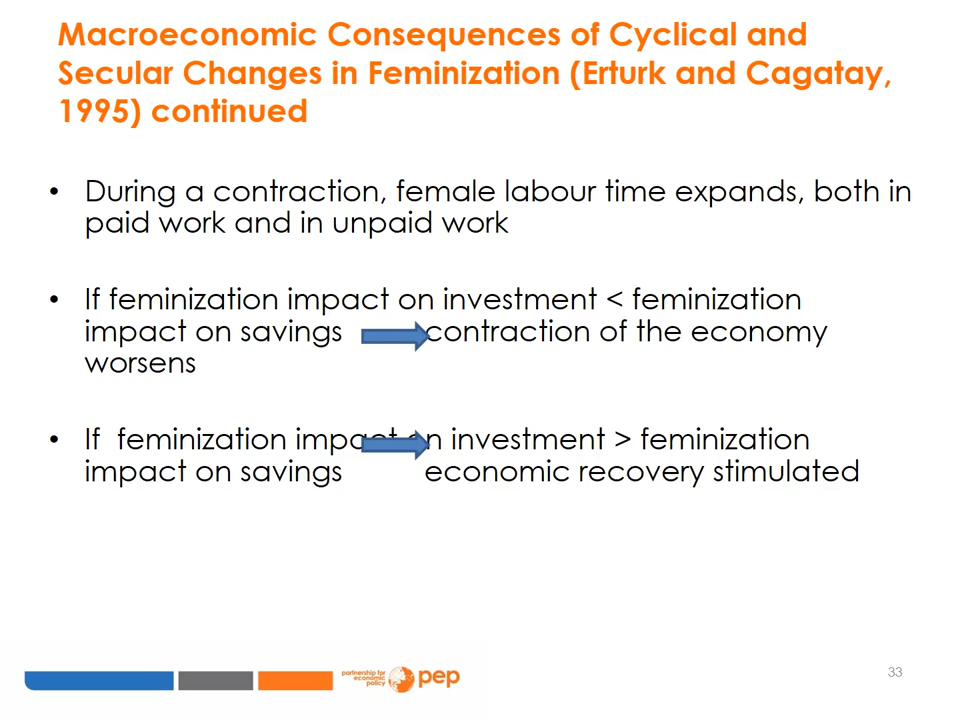 Macroeconomic Consequences of Cyclical and
Secular Changes in Feminization (Erturk and Cagatay,
1995) continued
• During a contraction, female labour time expands, both in
paid work and in unpaid work
• If feminization impact on investment < feminization
impact on savings contraction of the economy
worsens
• If feminization impact on investment > feminization
impact on savings economic recovery stimulated
partnership for
economic
policy
pep
33